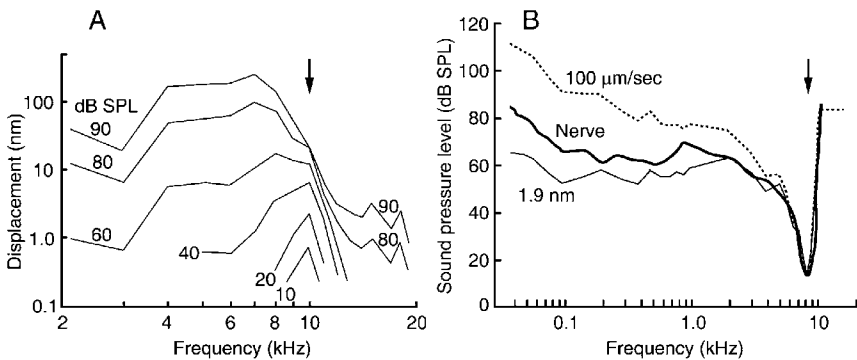 A
Displacement (nm)
100
10
1.0
0.1
dB SPL
90
80
60
40
20
10
90
80
2
4
6
8
10
20
Frequency (kHz)
B
Sound pressure level (dB SPL)
120
100
80
60
40
20
0
100 μm/sec
Nerve
1.9 nm
0.1
1.0
10
Frequency (kHz)